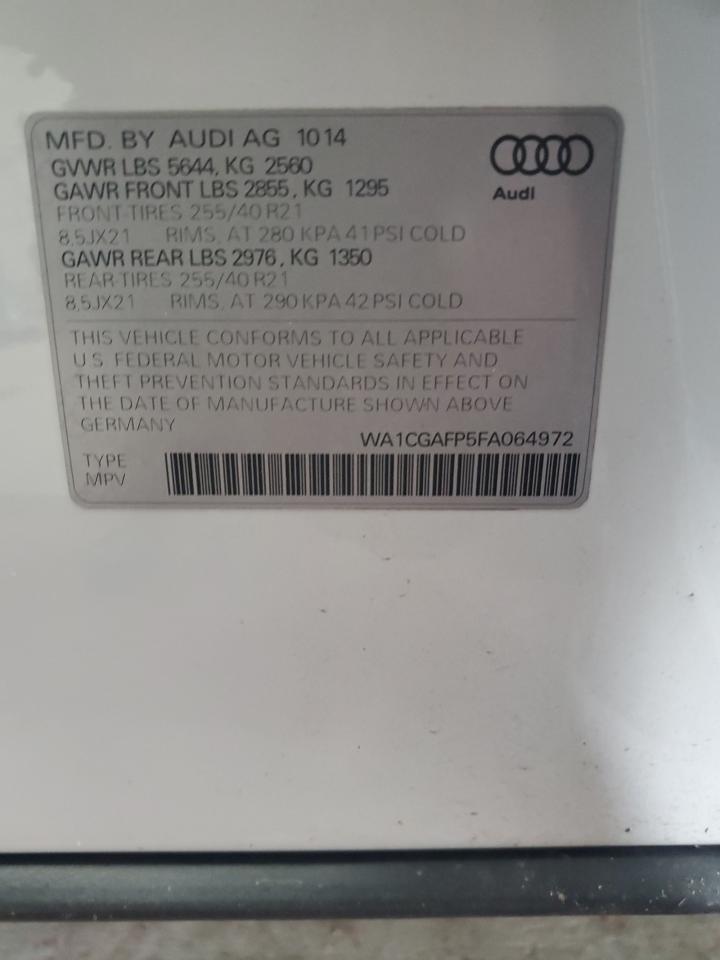 MFD. BY AUDI AG 1014
GVWR LBS 5644, KG 2560
GAWR FRONT LBS 2855, KG 1295
FRONT-TIRES 255/40 R21
8,5JX21 RIMS, AT 280 KPA 41 PSI COLD
GAWR REAR LBS 2976, KG 1350
REAR-TIRES 255/40 R21
8,5JX21 RIMS, AT 290 KPA 42 PSI COLD
Audi
THIS VEHICLE CONFORMS TO ALL APPLICABLE
U.S. FEDERAL MOTOR VEHICLE SAFETY AND
THEFT PREVENTION STANDARDS IN EFFECT ON
THE DATE OF MANUFACTURE SHOWN ABOVE
GERMANY
WA1CGAFP5FA064972
TYPE
MPV